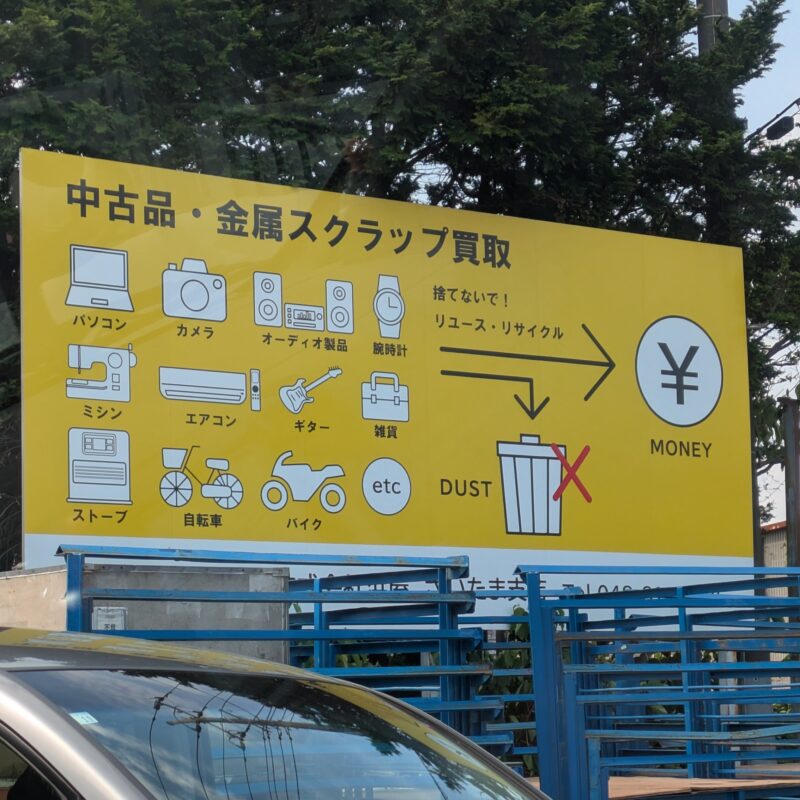 中古品・金属スクラップ買取
パソコン
カメラ
オーディオ製品
腕時計
捨てないで！
リユース・リサイクル
¥
MONEY
ミシン
エアコン
ギター
雑貨
ストーブ
自転車
バイク
etc
DUST